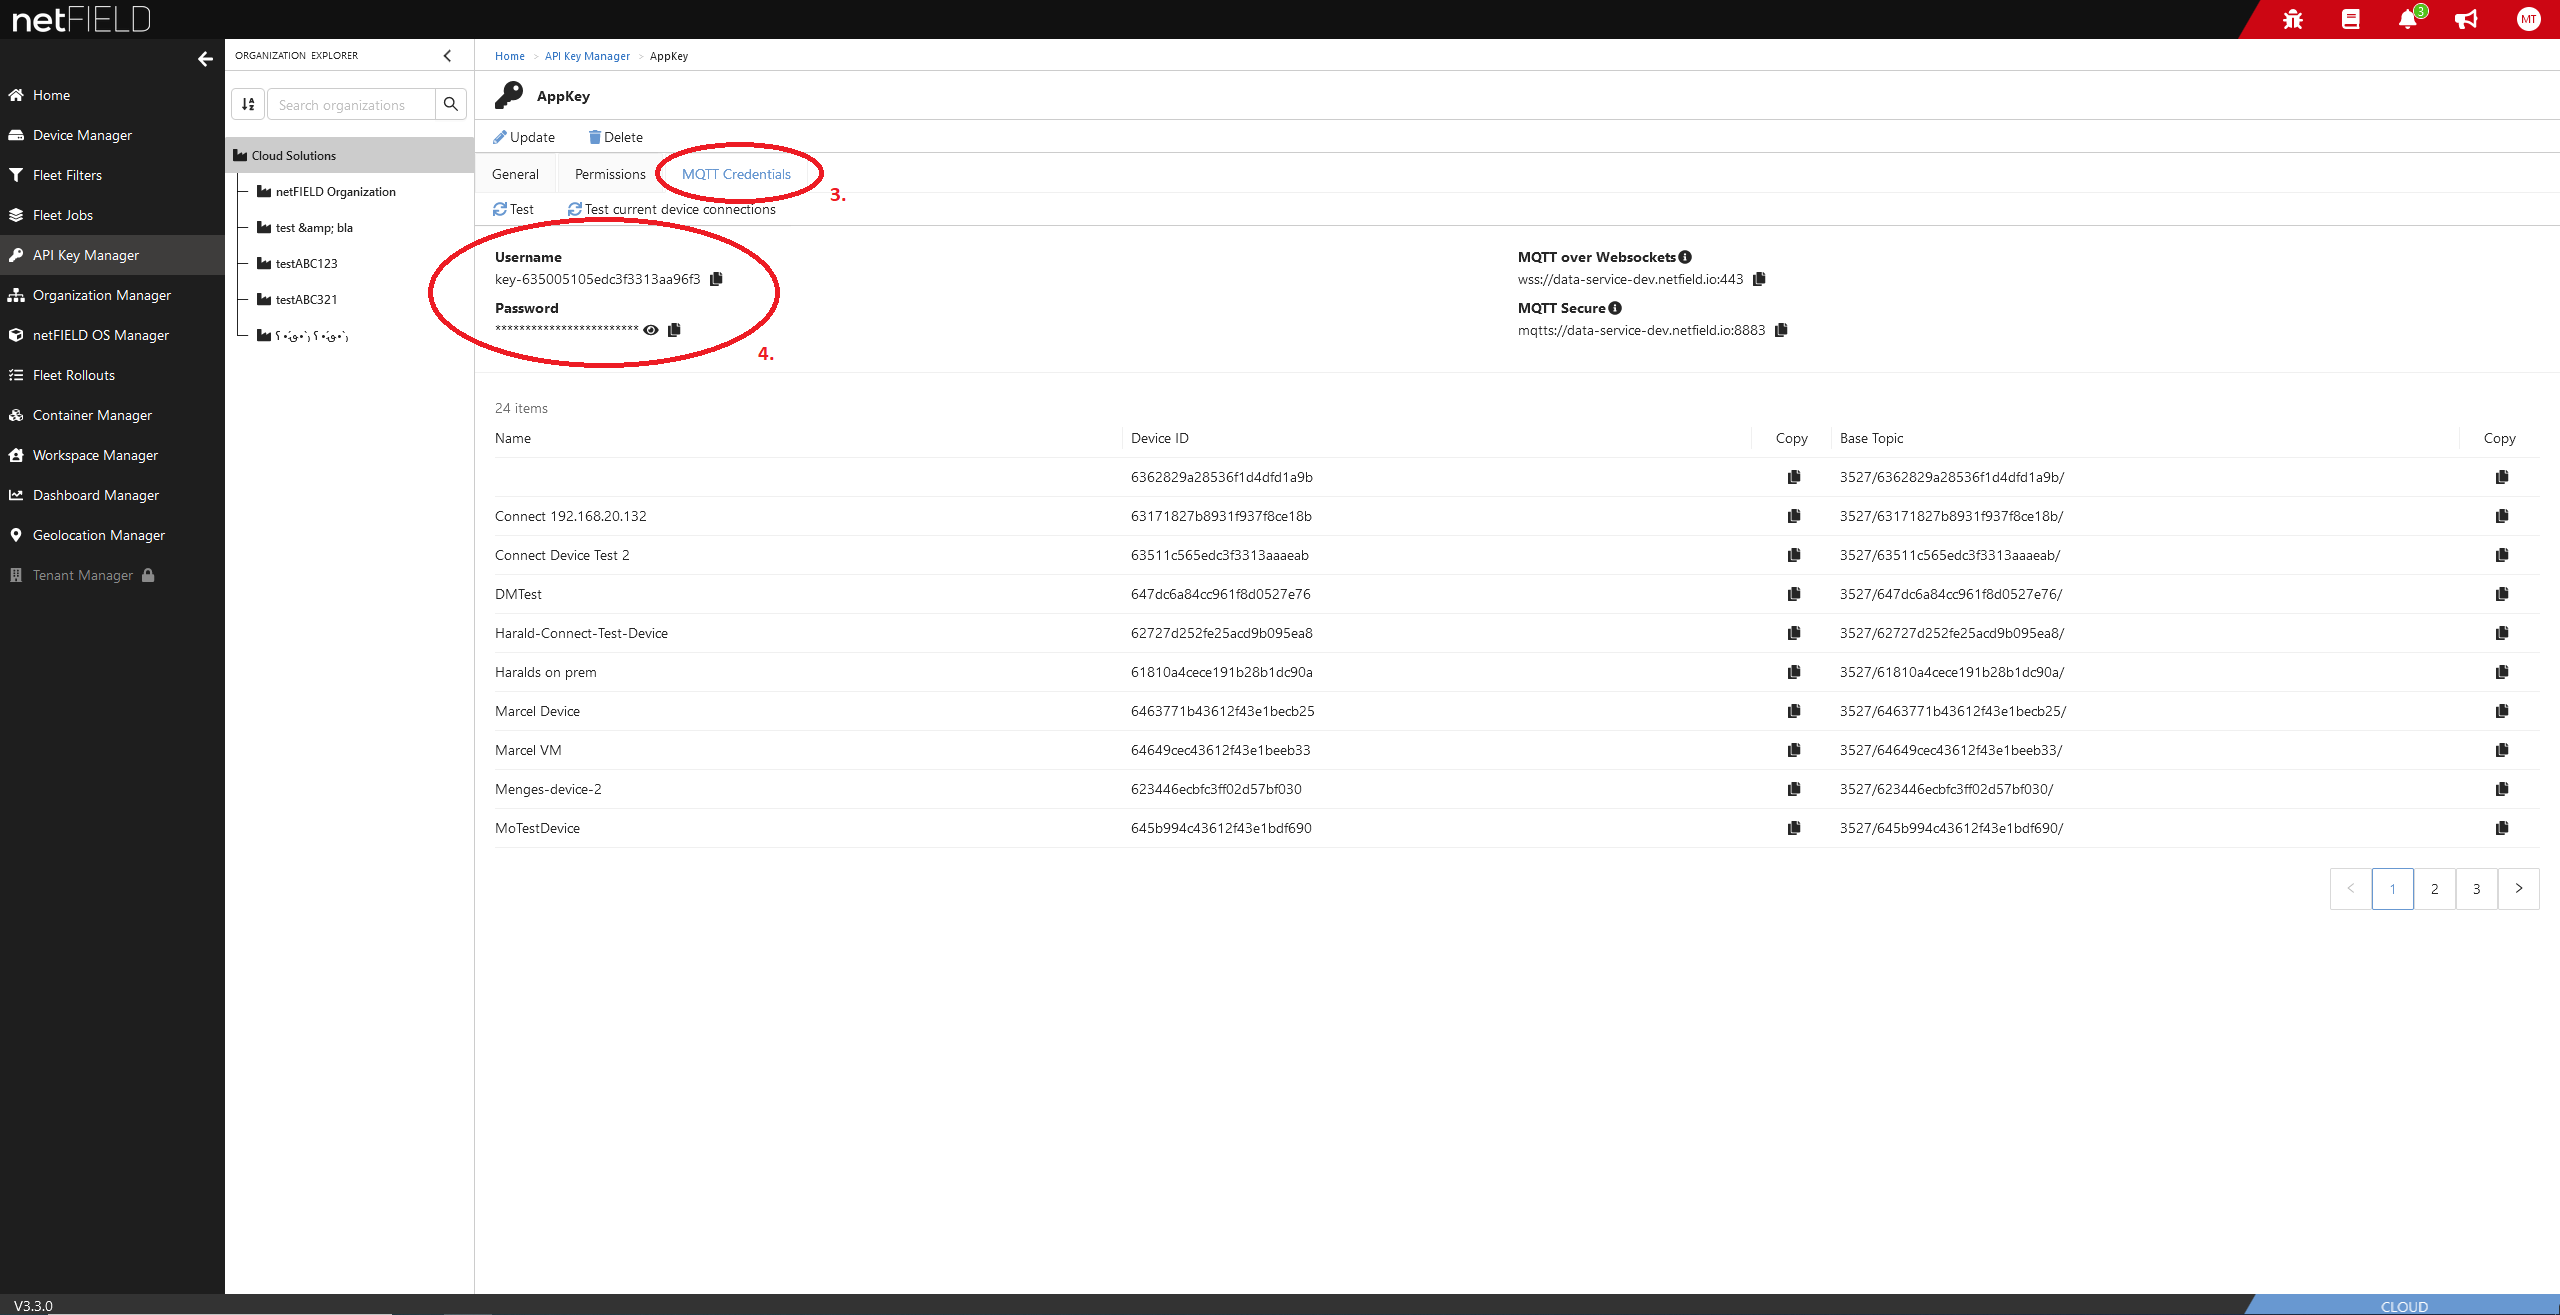 netFIELD
3
MT
ORGANIZATION EXPLORER
Home > API Key Manager > AppKey
Home
Device Manager
Fleet Filters
Fleet Jobs
API Key Manager
Organization Manager
netFIELD OS Manager
Fleet Rollouts
Container Manager
Workspace Manager
Dashboard Manager
Geolocation Manager
Tenant Manager
Search organizations
Cloud Solutions
netFIELD Organization
test &amp; bla
testABC123
testABC321
AppKey
Update Delete
General Permissions MQTT Credentials
3.
Test Test current device connections
Username
key-635005105edc3f3313aa96f3
Password
************************
4.
MQTT over Websockets
wss://data-service-dev.netfield.io:443
MQTT Secure
mqtts://data-service-dev.netfield.io:8883
24 items
Name Device ID Copy Base Topic Copy
6362829a28536f1d4dfd1a9b 3527/6362829a28536f1d4dfd1a9b/
Connect 192.168.20.132 63171827b8931f937f8ce18b 3527/63171827b8931f937f8ce18b/
Connect Device Test 2 63511c565edc3f3313aaaeab 3527/63511c565edc3f3313aaaeab/
DMTest 647dc6a84cc961f8d0527e76 3527/647dc6a84cc961f8d0527e76/
Harald-Connect-Test-Device 62727d252fe25acd9b095ea8 3527/62727d252fe25acd9b095ea8/
Haralds on prem 61810a4cece191b28b1dc90a 3527/61810a4cece191b28b1dc90a/
Marcel Device 6463771b43612f43e1becb25 3527/6463771b43612f43e1becb25/
Marcel VM 64649cec43612f43e1beeb33 3527/64649cec43612f43e1beeb33/
Menges-device-2 623446ecbfc3ff02d57bf030 3527/623446ecbfc3ff02d57bf030/
MoTestDevice 645b994c43612f43e1bdf690 3527/645b994c43612f43e1bdf690/
< 1 2 3 >
V3.3.0
CLOUD